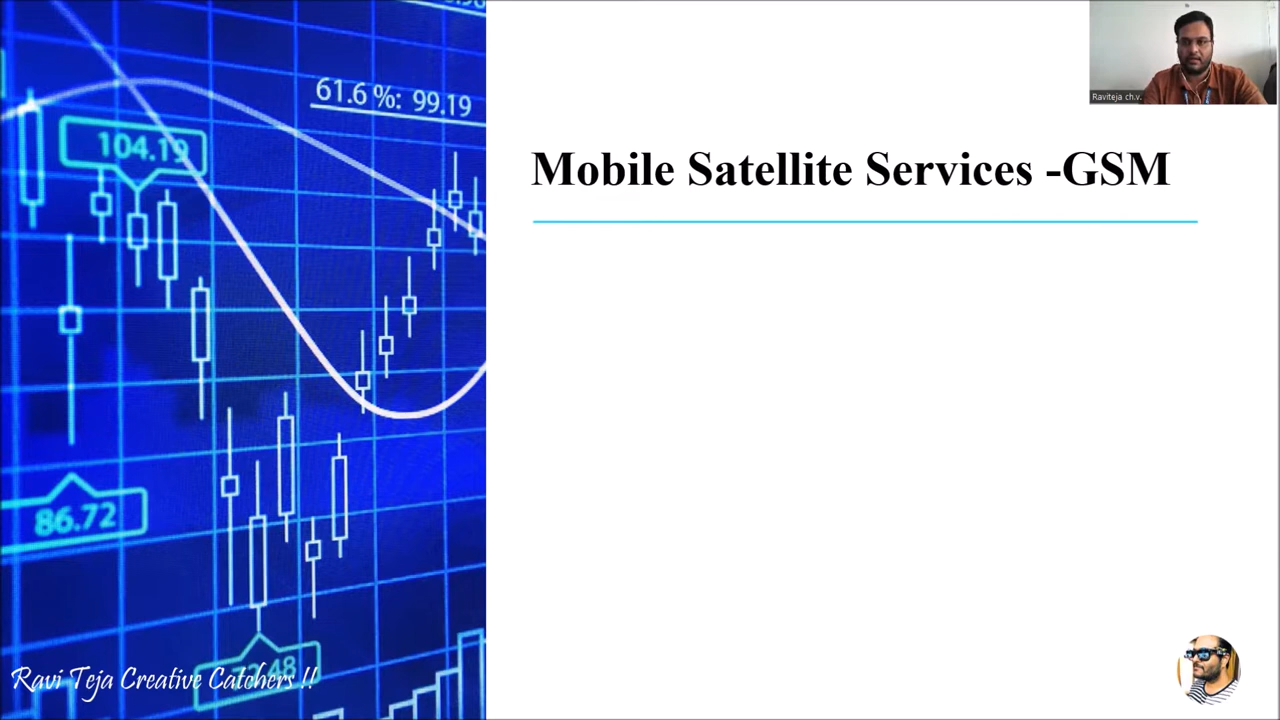 61.6 %: 99.19
104.19
Raviteja ch.v.
Mobile Satellite Services -GSM
86.72
Ravi Teja Creative Catchers !!